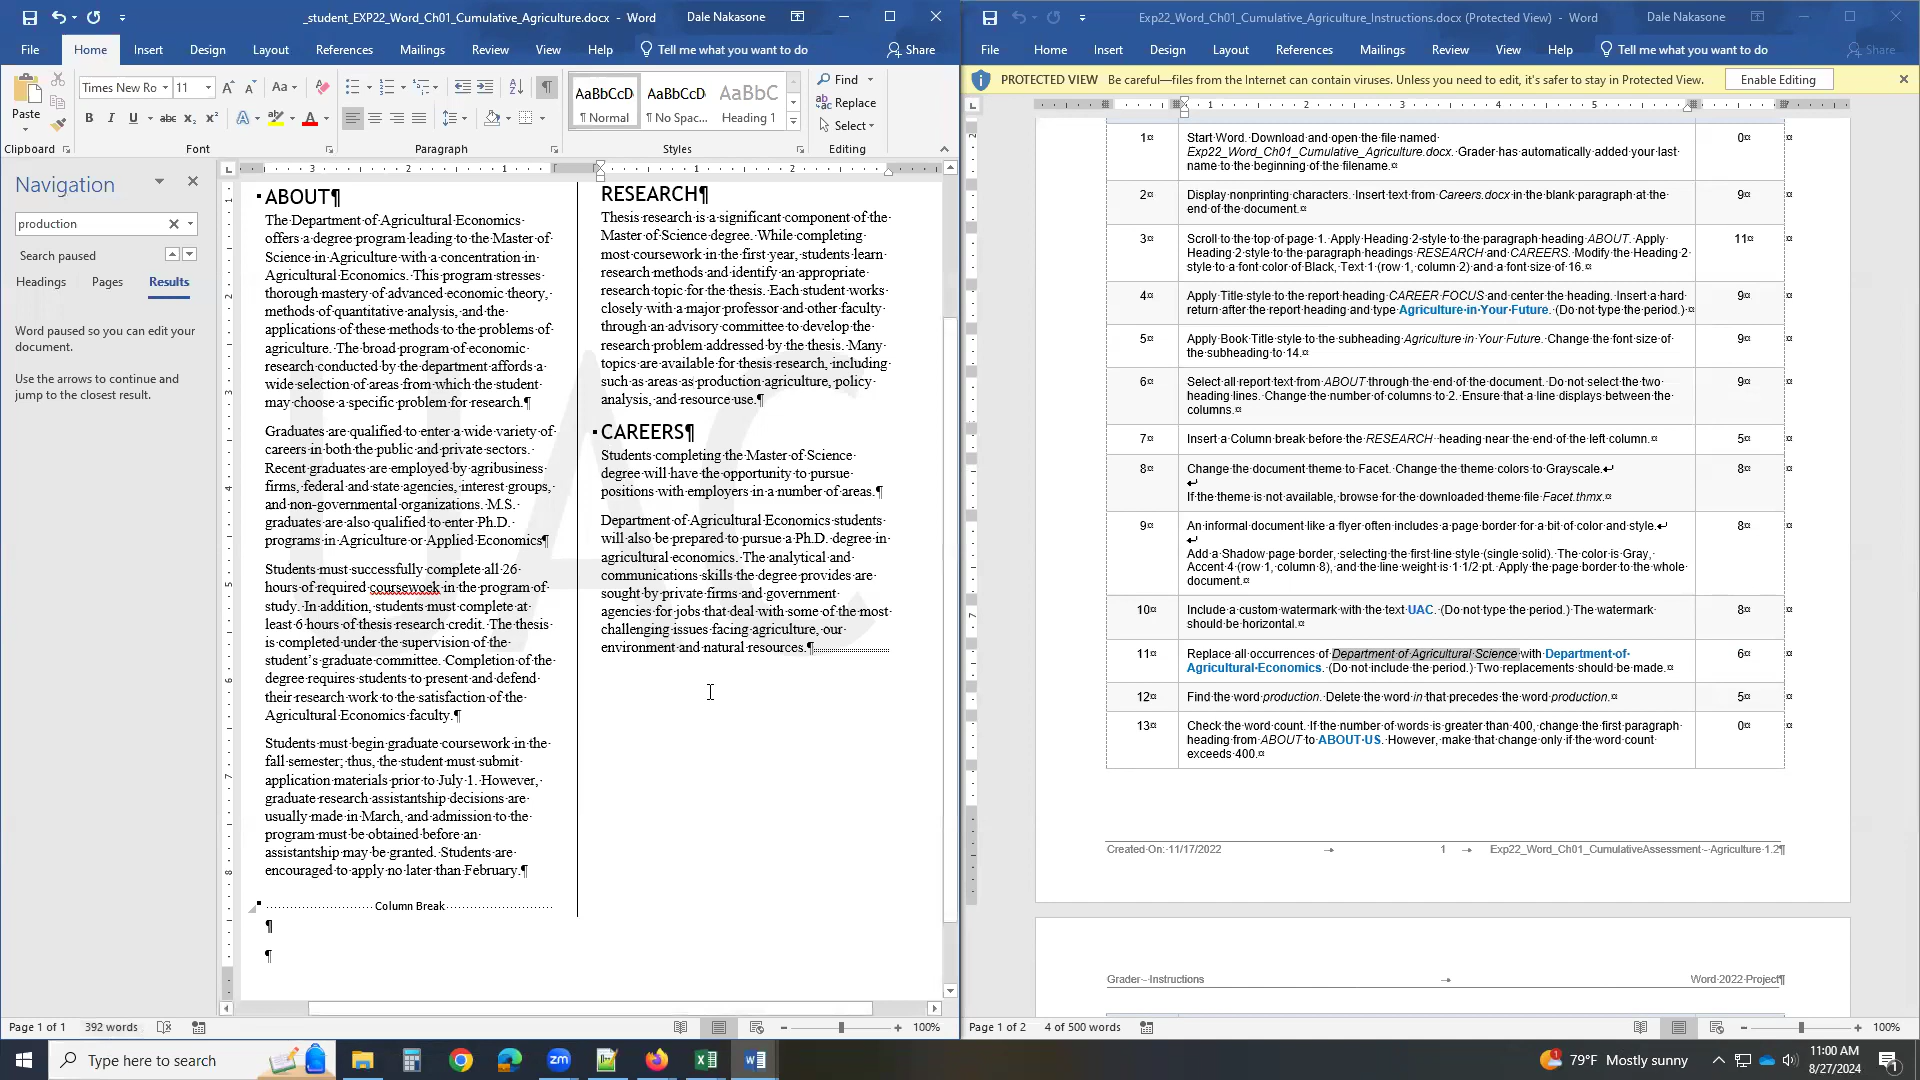 _student_EXP22_Word_Ch01_Cumulative_Agriculture.docx - Word
Dale Nakasone
File Home Insert Design Layout References Mailings Review View Help Tell me what you want to do Share
Times New Ro 11
Paste
Clipboard Font Paragraph Styles Editing
AaBbCcD AaBbCcD AaBbC
¶ Normal ¶ No Spac... Heading 1
Find
Replace
Select
Navigation
production
Search paused
Headings Pages Results
Word paused so you can edit your
document.
Use the arrows to continue and
jump to the closest result.
ABOUT¶
The Department of Agricultural Economics
offers a degree program leading to the Master of
Science in Agriculture with a concentration in
Agricultural Economics. This program stresses
thorough mastery of advanced economic theory,
methods of quantitative analysis, and the
applications of these methods to the problems of
agriculture. The broad program of economic
research conducted by the department affords a
wide selection of areas from which the student
may choose a specific problem for research.¶
Graduates are qualified to enter a wide variety of
careers in both the public and private sectors.
Recent graduates are employed by agribusiness
firms, federal and state agencies, interest groups,
and non-governmental organizations. M.S.
graduates are also qualified to enter Ph.D.
programs in Agriculture or Applied Economics¶
Students must successfully complete all 26
hours of required coursewoek in the program of
study. In addition, students must complete at
least 6 hours of thesis research credit. The thesis
is completed under the supervision of the
student's graduate committee. Completion of the
degree requires students to present and defend
their research work to the satisfaction of the
Agricultural Economics faculty.¶
Students must begin graduate coursework in the
fall semester; thus, the student must submit
application materials prior to July 1. However,
graduate research assistantship decisions are
usually made in March, and admission to the
program must be obtained before an
assistantship may be granted. Students are
encouraged to apply no later than February.¶
Column Break
¶
¶
RESEARCH¶
Thesis research is a significant component of the
Master of Science degree. While completing
most coursework in the first year, students learn
research methods and identify an appropriate
research topic for the thesis. Each student works
closely with a major professor and other faculty
through an advisory committee to develop the
research problem addressed by the thesis. Many
topics are available for thesis research, including
such as areas as production agriculture, policy
analysis, and resource use.¶
CAREERS¶
Students completing the Master of Science
degree will have the opportunity to pursue
positions with employers in a number of areas.¶
Department of Agricultural Economics students
will also be prepared to pursue a Ph.D. degree in
agricultural economics. The analytical and
communications skills the degree provides are
sought by private firms and government
agencies for jobs that deal with some of the most
challenging issues facing agriculture, our
environment and natural resources.¶
UAC
Page 1 of 1 392 words 100%
Exp22_Word_Ch01_Cumulative_Agriculture_Instructions.docx (Protected View) - Word
Dale Nakasone
File Home Insert Design Layout References Mailings Review View Help Tell me what you want to do Share
PROTECTED VIEW Be careful—files from the Internet can contain viruses. Unless you need to edit, it's safer to stay in Protected View. Enable Editing
1¤ Start Word. Download and open the file named 0¤
Exp22_Word_Ch01_Cumulative_Agriculture.docx. Grader has automatically added your last
name to the beginning of the filename.¤
2¤ Display nonprinting characters. Insert text from Careers.docx in the blank paragraph at the 9¤
end of the document.¤
3¤ Scroll to the top of page 1. Apply Heading 2 style to the paragraph heading ABOUT. Apply 11¤
Heading 2 style to the paragraph headings RESEARCH and CAREERS. Modify the Heading 2
style to a font color of Black, Text 1 (row 1, column 2) and a font size of 16.¤
4¤ Apply Title style to the report heading CAREER FOCUS and center the heading. Insert a hard 9¤
return after the report heading and type Agriculture in Your Future. (Do not type the period.)¤
5¤ Apply Book Title style to the subheading Agriculture in Your Future. Change the font size of 9¤
the subheading to 14.¤
6¤ Select all report text from ABOUT through the end of the document. Do not select the two 9¤
heading lines. Change the number of columns to 2. Ensure that a line displays between the
columns.¤
7¤ Insert a Column break before the RESEARCH heading near the end of the left column.¤ 5¤
8¤ Change the document theme to Facet. Change the theme colors to Grayscale.↵ 8¤
↵
If the theme is not available, browse for the downloaded theme file Facet.thmx.¤
9¤ An informal document like a flyer often includes a page border for a bit of color and style.↵ 8¤
↵
Add a Shadow page border, selecting the first line style (single solid). The color is Gray,
Accent 4 (row 1, column 8), and the line weight is 1 1/2 pt. Apply the page border to the whole
document.¤
10¤ Include a custom watermark with the text UAC. (Do not type the period.) The watermark 8¤
should be horizontal.¤
11¤ Replace all occurrences of Department of Agricultural Science with Department of 6¤
Agricultural Economics. (Do not include the period.) Two replacements should be made.¤
12¤ Find the word production. Delete the word in that precedes the word production.¤ 5¤
13¤ Check the word count. If the number of words is greater than 400, change the first paragraph 0¤
heading from ABOUT to ABOUT US. However, make that change only if the word count
exceeds 400.¤
Created On: 11/17/2022 → 1 → Exp22_Word_Ch01_CumulativeAssessment - Agriculture 1.2¶
Grader - Instructions → Word 2022 Project¶
Page 1 of 2 4 of 500 words 100%
Type here to search
79°F Mostly sunny
11:00 AM
8/27/2024